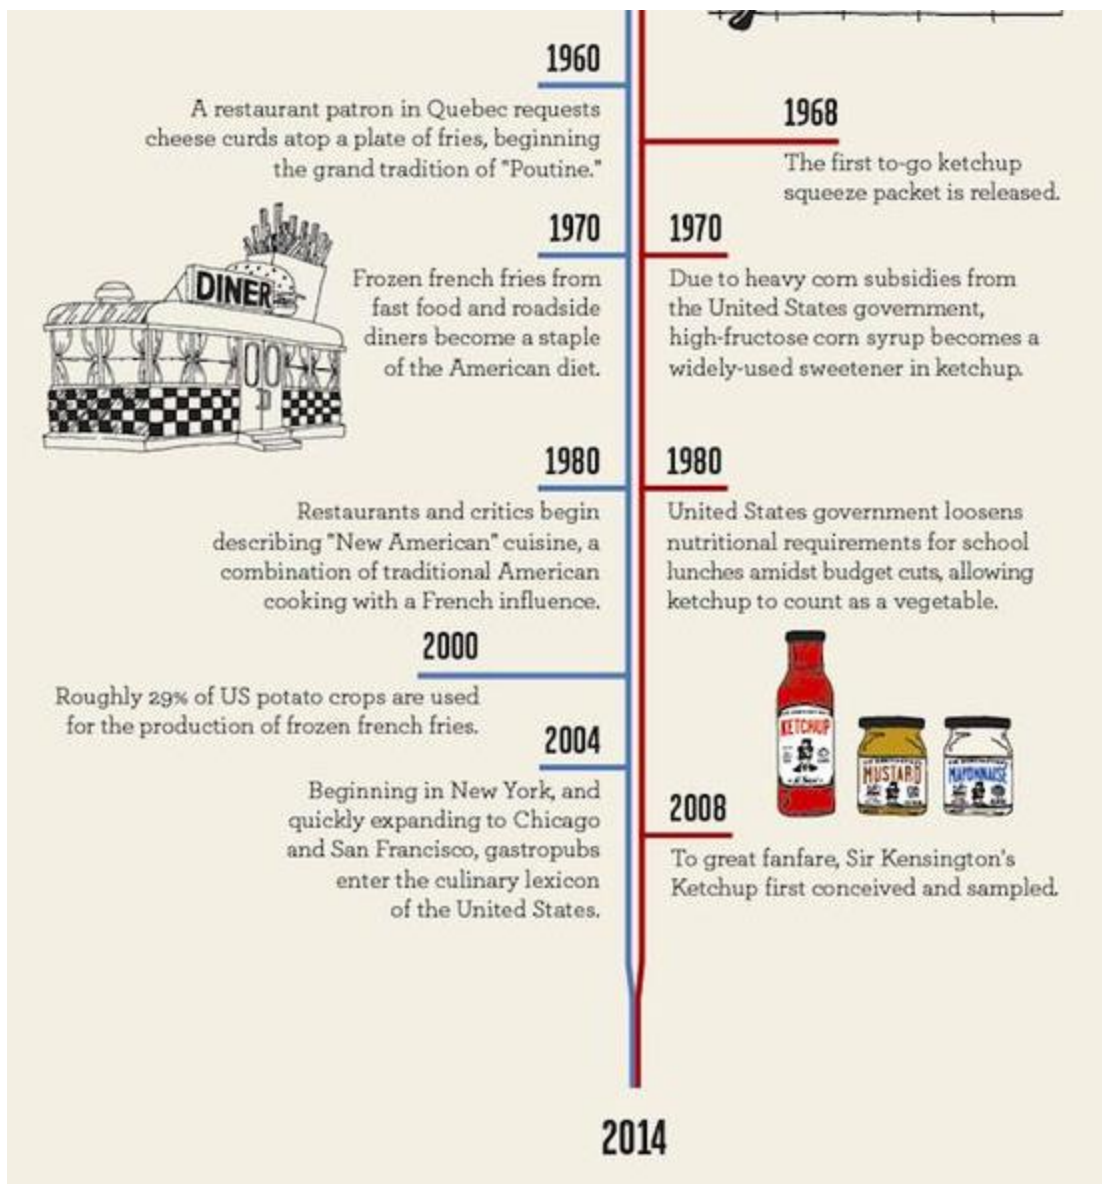 1960
A restaurant patron in Quebec requests
cheese curds atop a plate of fries, beginning
the grand tradition of "Poutine."
1968
The first to-go ketchup
squeeze packet is released.
1970
Frozen french fries from
fast food and roadside
diners become a staple
of the American diet.
DINER
1970
Due to heavy corn subsidies from
the United States government,
high-fructose corn syrup becomes a
widely-used sweetener in ketchup.
1980
Restaurants and critics begin
describing "New American" cuisine, a
combination of traditional American
cooking with a French influence.
1980
United States government loosens
nutritional requirements for school
lunches amidst budget cuts, allowing
ketchup to count as a vegetable.
2000
Roughly 29% of US potato crops are used
for the production of frozen french fries.
2004
Beginning in New York, and
quickly expanding to Chicago
and San Francisco, gastropubs
enter the culinary lexicon
of the United States.
KETCHUP
MUSTARD
MAYONNAISE
2008
To great fanfare, Sir Kensington's
Ketchup first conceived and sampled.
2014